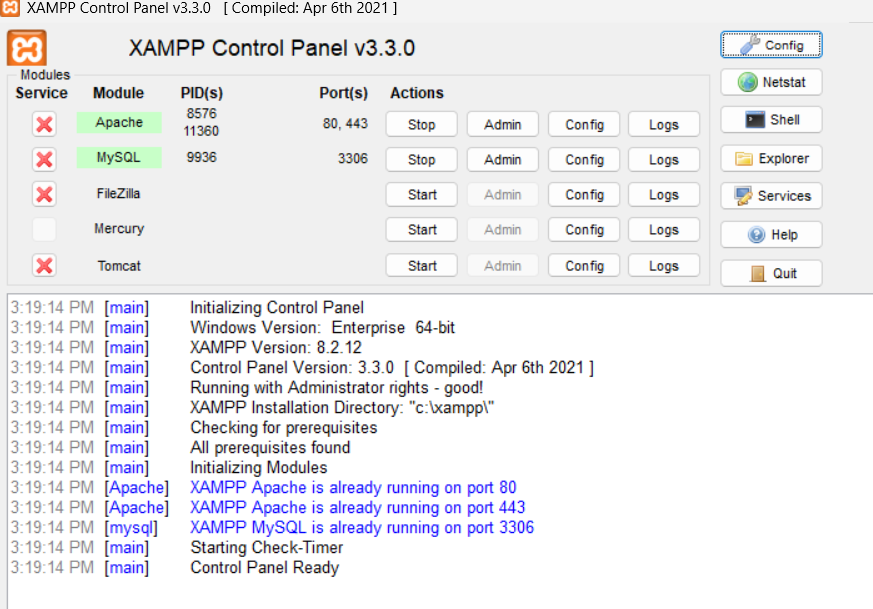 XAMPP Control Panel v3.3.0 [ Compiled: Apr 6th 2021 ]
XAMPP Control Panel v3.3.0
Config
Modules
Service Module PID(s) Port(s) Actions
Netstat
Apache 8576 11360 80, 443 Stop Admin Config Logs
Shell
MySQL 9936 3306 Stop Admin Config Logs
Explorer
FileZilla Start Admin Config Logs
Services
Mercury Start Admin Config Logs
Help
Tomcat Start Admin Config Logs
Quit
3:19:14 PM [main] Initializing Control Panel
3:19:14 PM [main] Windows Version: Enterprise 64-bit
3:19:14 PM [main] XAMPP Version: 8.2.12
3:19:14 PM [main] Control Panel Version: 3.3.0 [ Compiled: Apr 6th 2021 ]
3:19:14 PM [main] Running with Administrator rights - good!
3:19:14 PM [main] XAMPP Installation Directory: "c:\xampp\"
3:19:14 PM [main] Checking for prerequisites
3:19:14 PM [main] All prerequisites found
3:19:14 PM [main] Initializing Modules
3:19:14 PM [Apache] XAMPP Apache is already running on port 80
3:19:14 PM [Apache] XAMPP Apache is already running on port 443
3:19:14 PM [mysql] XAMPP MySQL is already running on port 3306
3:19:14 PM [main] Starting Check-Timer
3:19:14 PM [main] Control Panel Ready